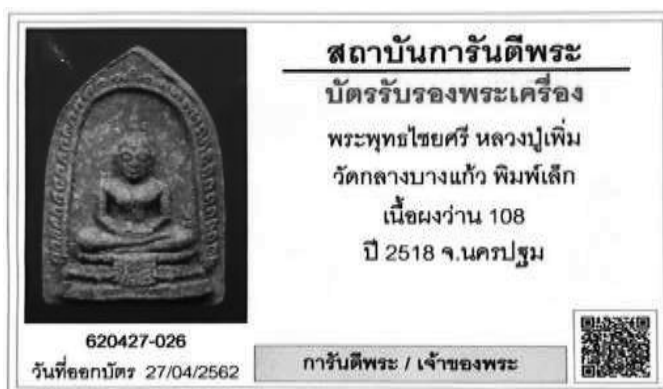 สถาบันการันตีพระ
บัตรรับรองพระเครื่อง
พระพุทธไชยศรี หลวงปู่เพิ่ม
วัดกลางบางแก้ว พิมพ์เล็ก
เนื้อผงว่าน 108
ปี 2518 จ.นครปฐม
620427-026
วันที่ออกบัตร 27/04/2562
การันตีพระ / เจ้าของพระ